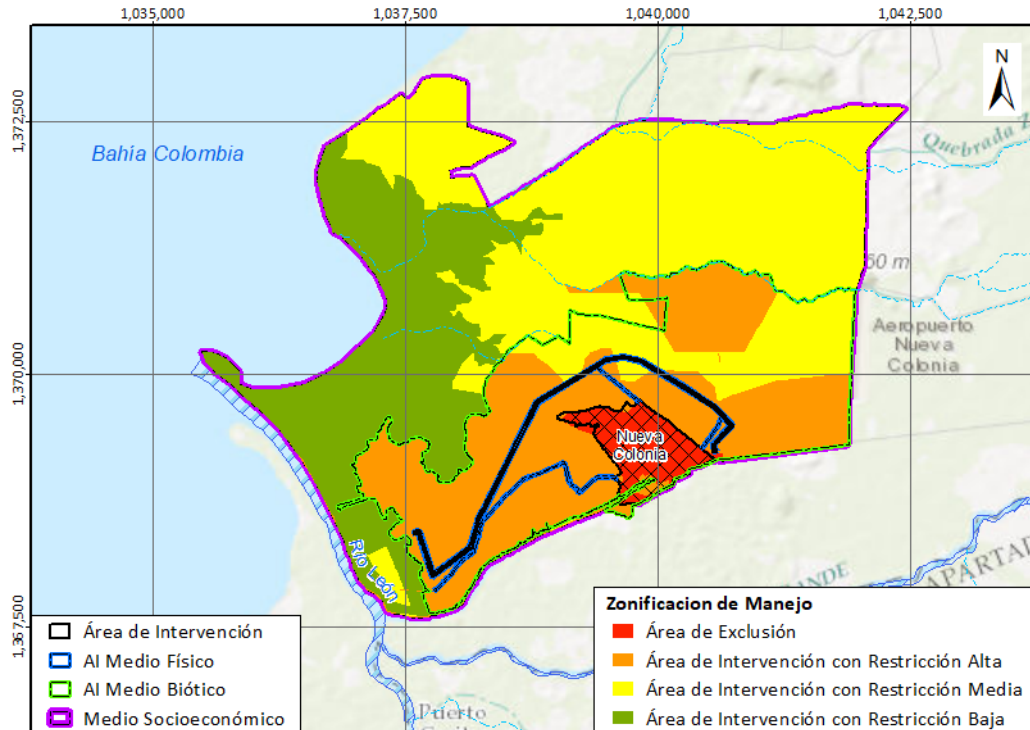 1,035,000
1,037,500
1,040,000
1,042,500
1,372,500
1,370,000
1,367,500
N
Bahía Colombia
Quebrada
50 m
Aeropuerto
Nueva
Colonia
Nueva
Colonia
Río León
APARTAD
Puerto
Área de Intervención
AI Medio Físico
AI Medio Biótico
Medio Socioeconómico
Zonificacion de Manejo
Área de Exclusión
Área de Intervención con Restricción Alta
Área de Intervención con Restricción Media
Área de Intervención con Restricción Baja